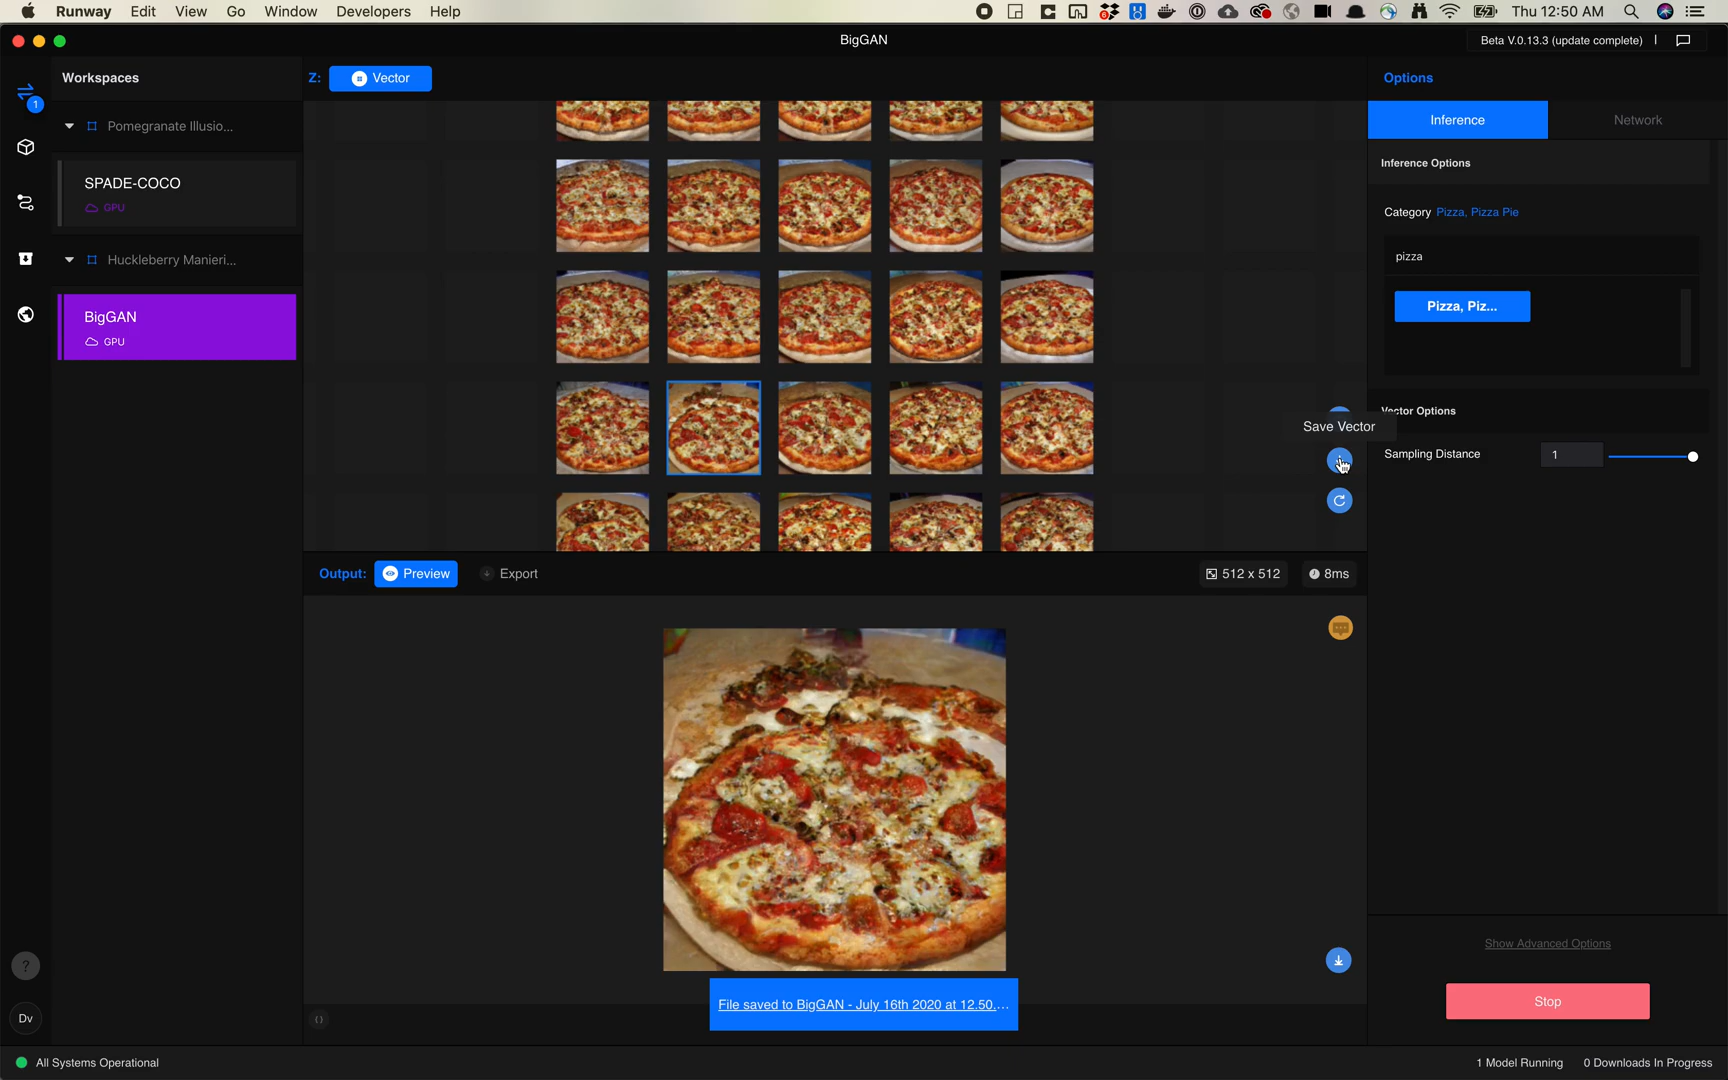 Runway Edit View Go Window Developers Help
6
Thu 12:50 AM
BigGAN
Beta V.0.13.3 (update complete)
Workspaces
Z: Vector
Options
1
Pomegranate Illusio...
Inference Network
Inference Options
SPADE-COCO
GPU
Category Pizza, Pizza Pie
pizza
Huckleberry Manieri...
Pizza, Piz...
BigGAN
GPU
Vector Options
Save Vector
Sampling Distance 1
Output: Preview Export 512 x 512 8ms
Show Advanced Options
?
File saved to BigGAN - July 16th 2020 at 12.50....
Stop
Dv
{}
All Systems Operational
1 Model Running 0 Downloads In Progress